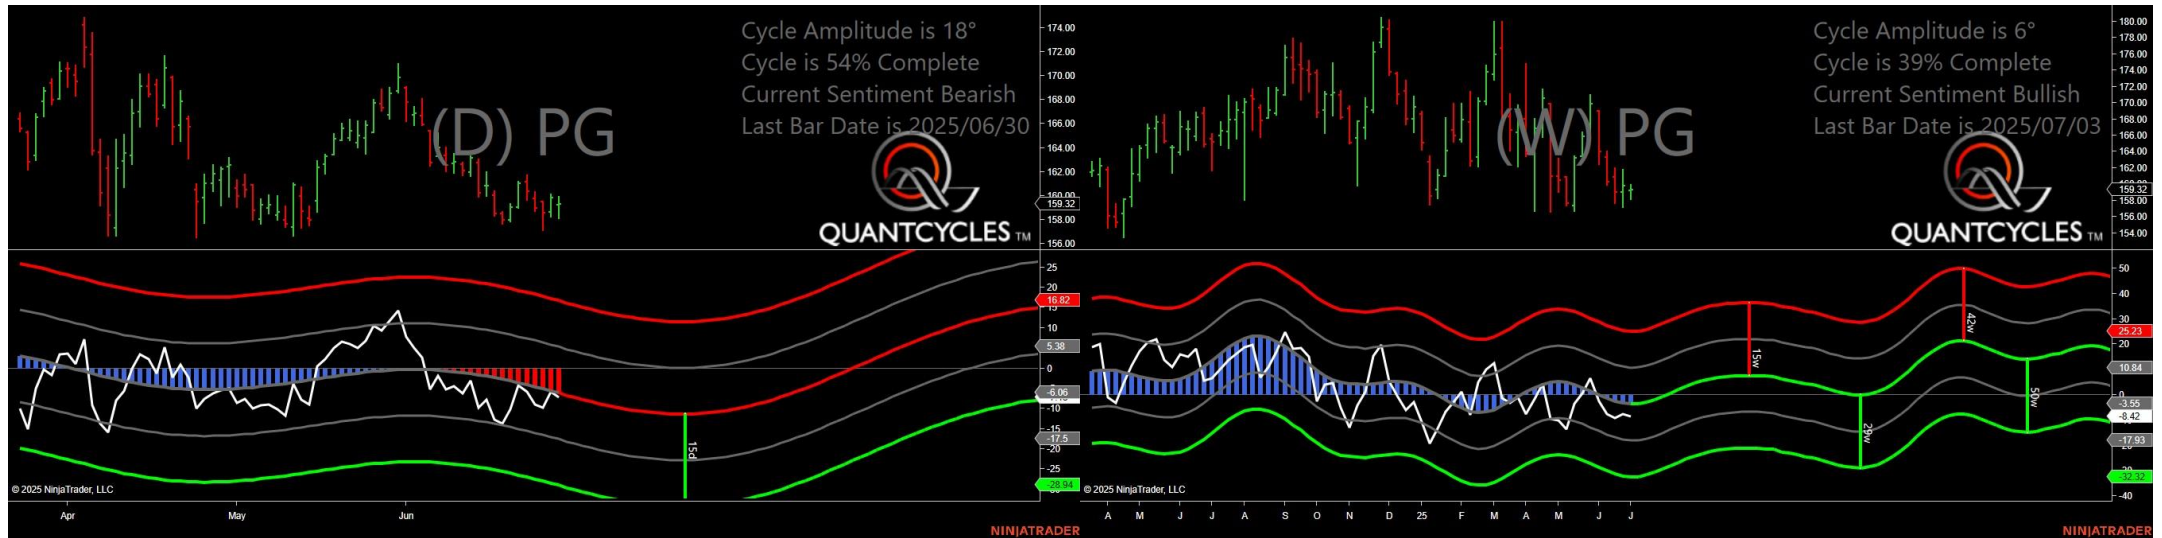 Cycle Amplitude is 18°
Cycle is 54% Complete
Current Sentiment Bearish
Last Bar Date is 2025/06/30
(D) PG
QUANTCYCLES TM
174.00
172.00
170.00
168.00
166.00
164.00
162.00
160.00
159.32
158.00
156.00
25
20
16.82
15
10
5.38
0
-6.06
-10
-15
-17.5
-20
-25
-28.94
15d
© 2025 NinjaTrader, LLC
Apr May Jun
NINJATRADER
Cycle Amplitude is 6°
Cycle is 39% Complete
Current Sentiment Bullish
Last Bar Date is 2025/07/03
(W) PG
QUANTCYCLES TM
180.00
178.00
176.00
174.00
172.00
170.00
168.00
166.00
164.00
162.00
159.32
158.00
156.00
154.00
50
40
30
25.23
20
10.84
0
-3.55
-8.42
-17.93
-32.32
-40
15w
29w
42w
50w
© 2025 NinjaTrader, LLC
A M J J A S O N D 25 F M A M J J
NINJATRADER